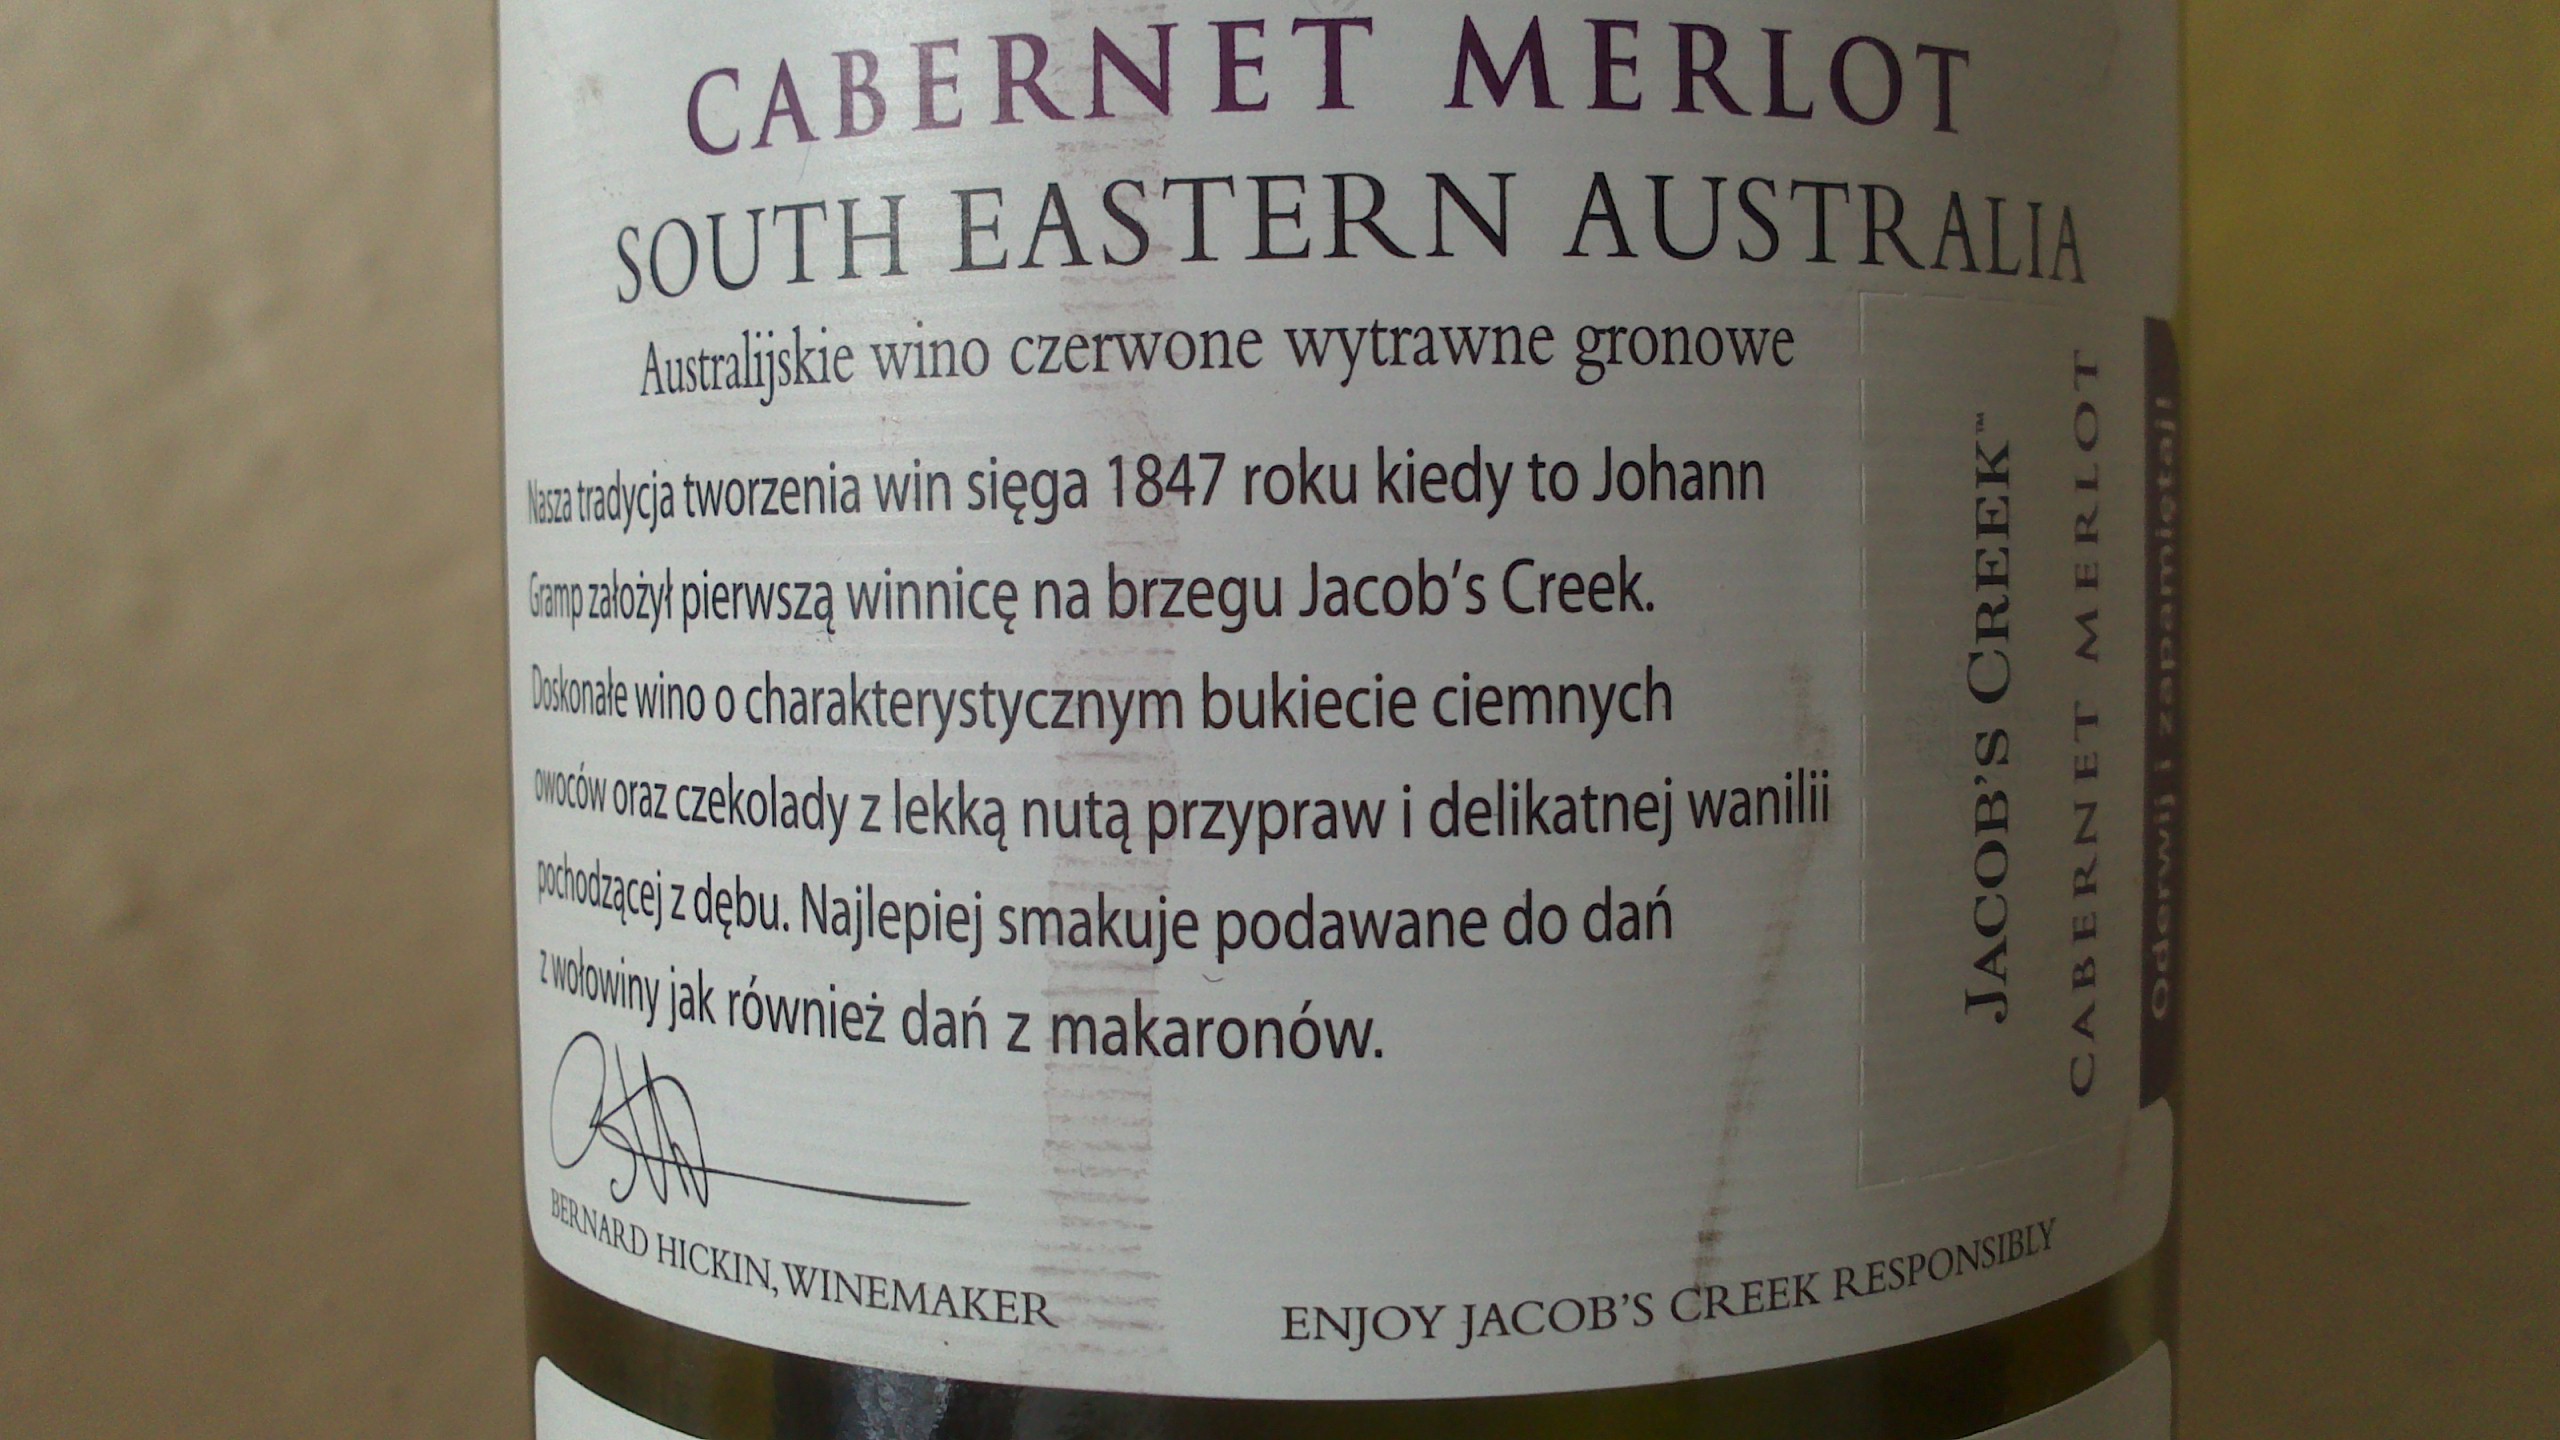 CABERNET MERLOT
SOUTH EASTERN AUSTRALIA
Australijskie wino czerwone wytrawne gronowe
Nasza tradycja tworzenia win sięga 1847 roku kiedy to Johann
Gramp założył pierwszą winnicę na brzegu Jacob's Creek.
Doskonałe wino o charakterystycznym bukiecie ciemnych
owoców oraz czekolady z lekką nutą przypraw i delikatnej wanilii
pochodzącej z dębu. Najlepiej smakuje podawane do dań
z wołowiny jak również dań z makaronów.
BERNARD HICKIN, WINEMAKER
ENJOY JACOB'S CREEK RESPONSIBLY
JACOB'S CREEK™
CABERNET MERLOT
Oderwij i zapamiętaj!